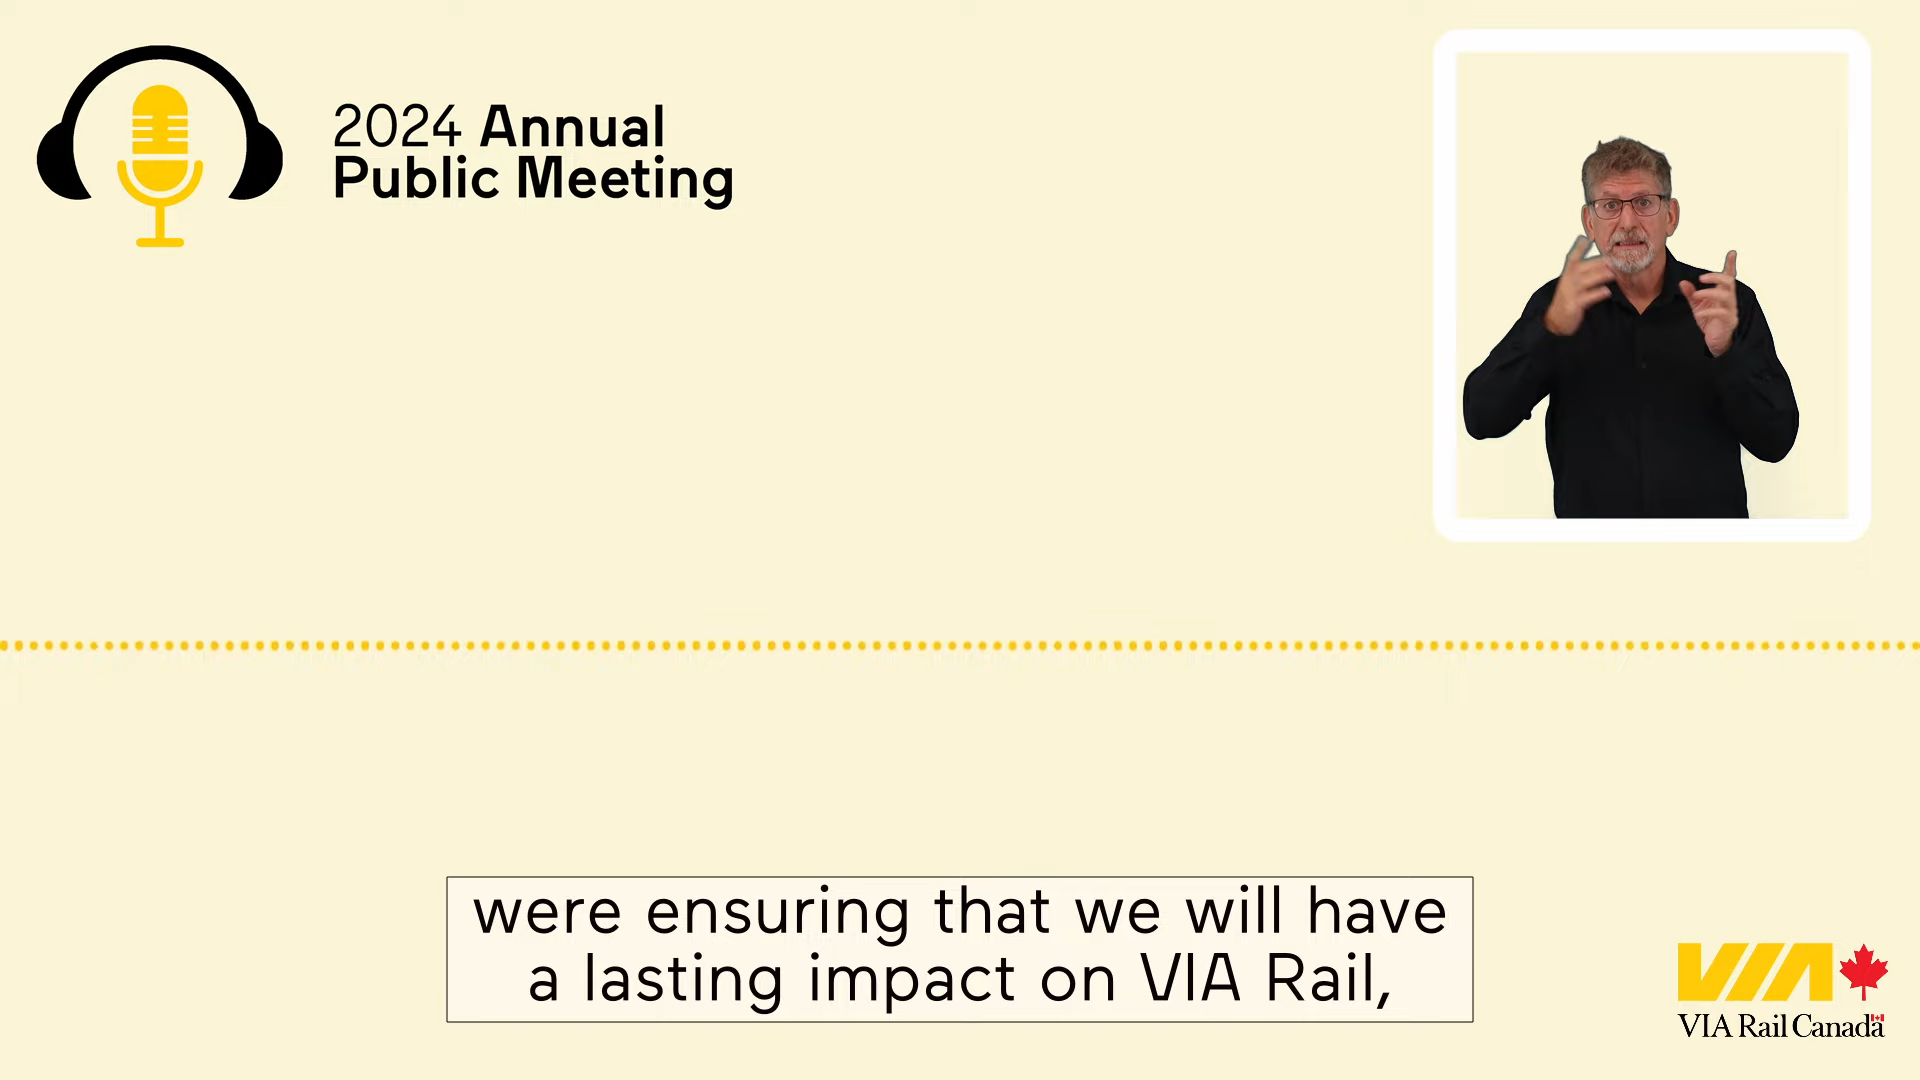 2024 Annual
Public Meeting
were ensuring that we will have
a lasting impact on VIA Rail,
VIA
VIA Rail Canada